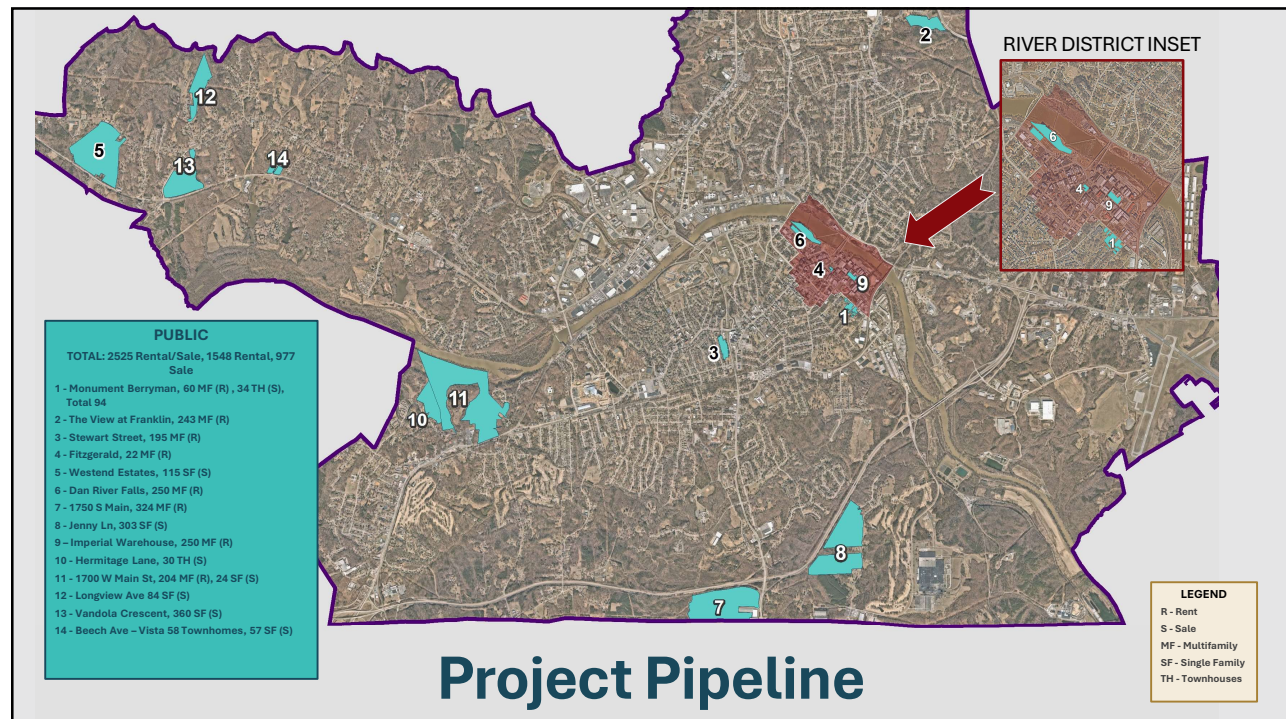 2
RIVER DISTRICT INSET
12
5
13
14
6
4
9
1
6
4
9
1
3
11
10
8
7
PUBLIC
TOTAL: 2525 Rental/Sale, 1548 Rental, 977
Sale
1 - Monument Berryman, 60 MF (R) , 34 TH (S),
Total 94
2 - The View at Franklin, 243 MF (R)
3 - Stewart Street, 195 MF (R)
4 - Fitzgerald, 22 MF (R)
5 - Westend Estates, 115 SF (S)
6 - Dan River Falls, 250 MF (R)
7 - 1750 S Main, 324 MF (R)
8 - Jenny Ln, 303 SF (S)
9 – Imperial Warehouse, 250 MF (R)
10 - Hermitage Lane, 30 TH (S)
11 - 1700 W Main St, 204 MF (R), 24 SF (S)
12 - Longview Ave 84 SF (S)
13 - Vandola Crescent, 360 SF (S)
14 - Beech Ave – Vista 58 Townhomes, 57 SF (S)
LEGEND
R - Rent
S - Sale
MF - Multifamily
SF - Single Family
TH - Townhouses
Project Pipeline